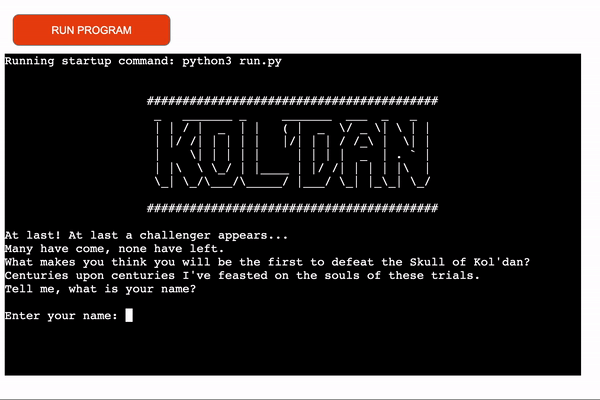 RUN PROGRAM
Running startup command: python3 run.py
KOL'DAN
At last! At last a challenger appears...
Many have come, none have left.
What makes you think you will be the first to defeat the Skull of Kol'dan?
Centuries upon centuries I've feasted on the souls of these trials.
Tell me, what is your name?
Enter your name: